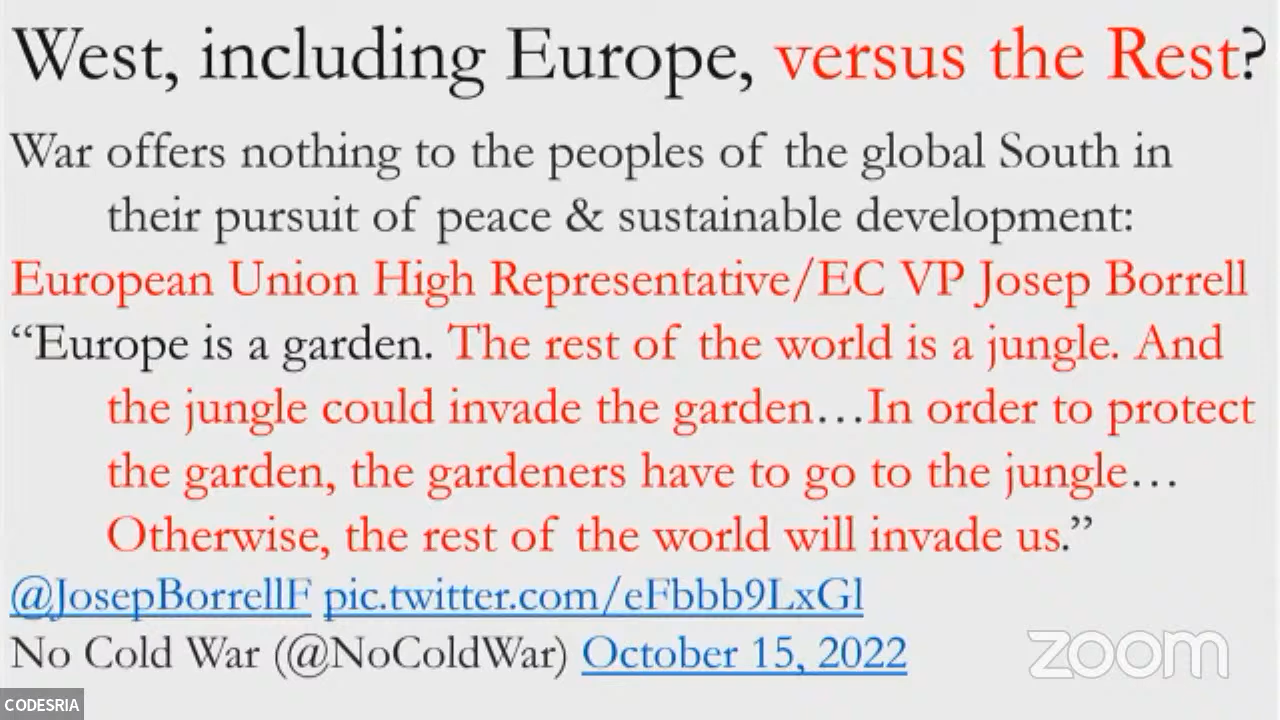 West, including Europe, versus the Rest?
War offers nothing to the peoples of the global South in
their pursuit of peace & sustainable development:
European Union High Representative/EC VP Josep Borrell
“Europe is a garden. The rest of the world is a jungle. And
the jungle could invade the garden…In order to protect
the garden, the gardeners have to go to the jungle…
Otherwise, the rest of the world will invade us.”
@JosepBorrellF pic.twitter.com/eFbbb9LxGl
No Cold War (@NoColdWar) October 15, 2022
zoom
CODESRIA